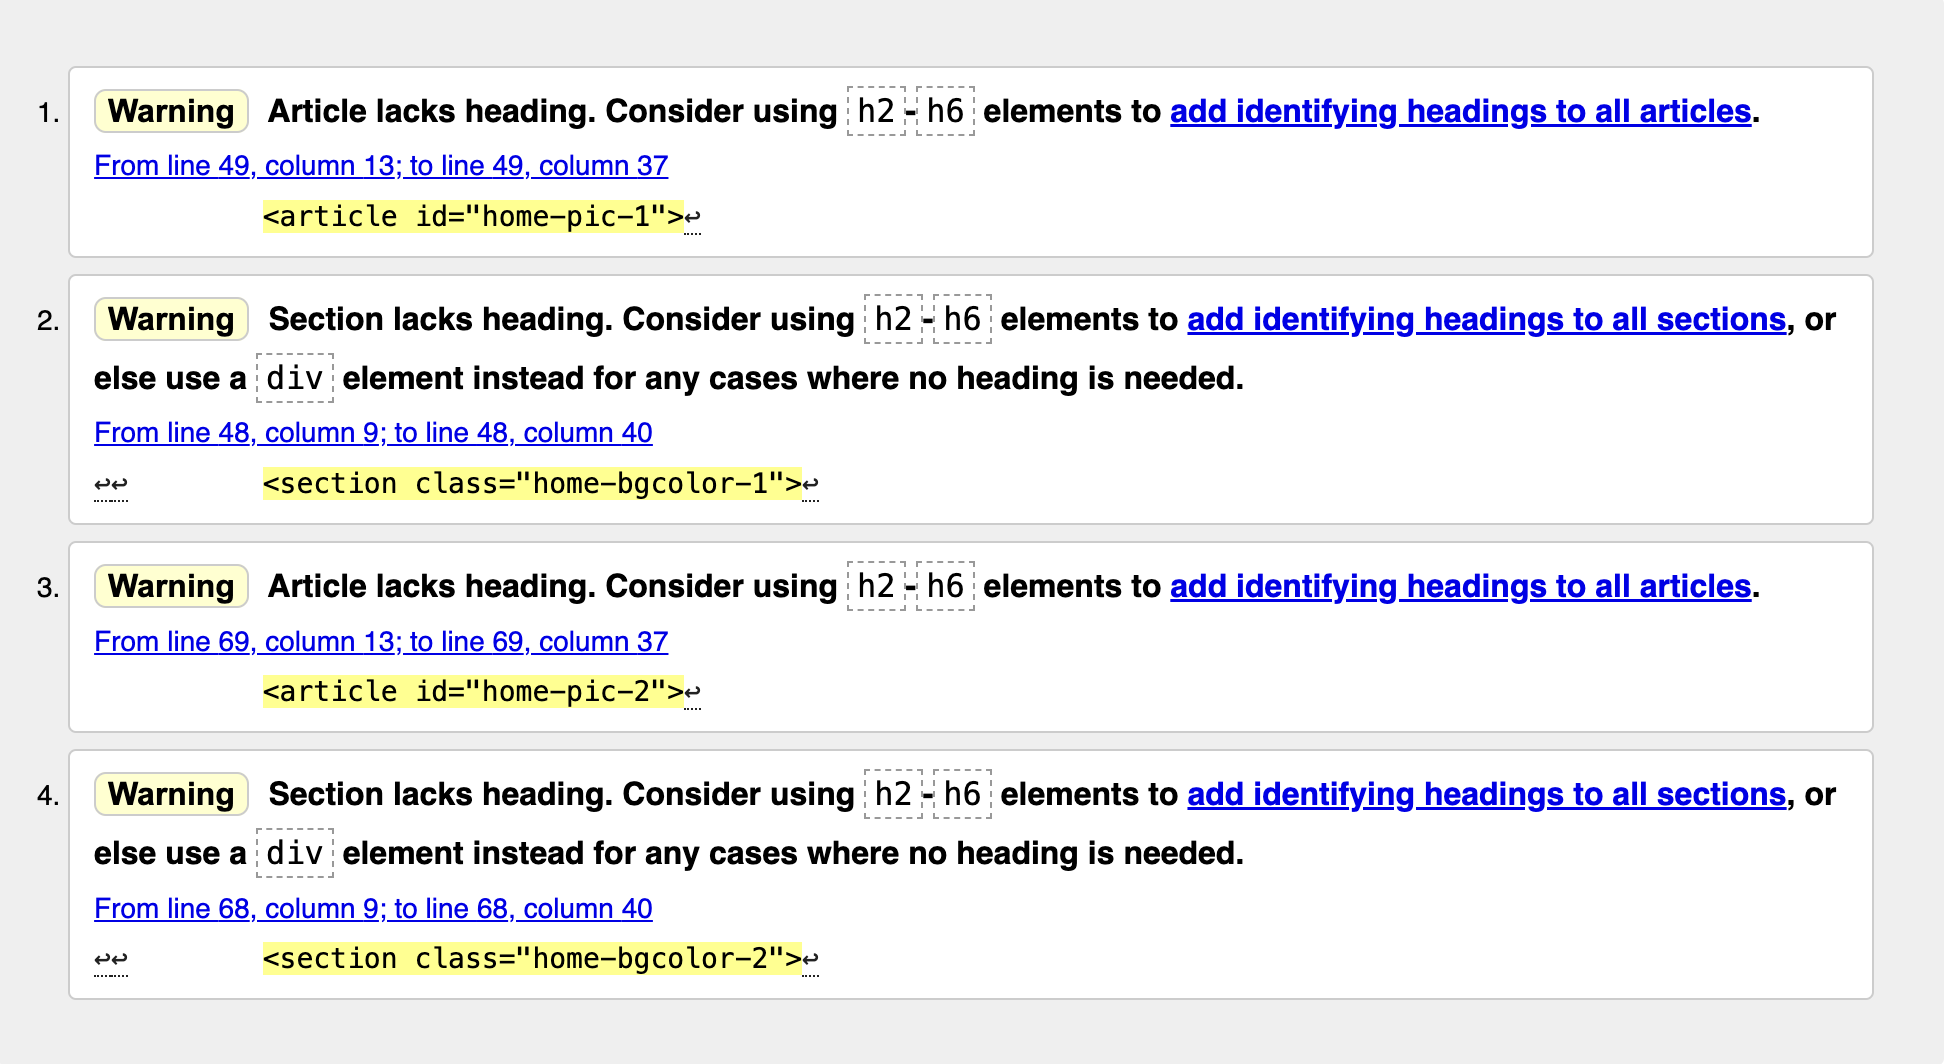 1. Warning Article lacks heading. Consider using h2-h6 elements to add identifying headings to all articles.
From line 49, column 13; to line 49, column 37
<article id="home-pic-1">↩
2. Warning Section lacks heading. Consider using h2-h6 elements to add identifying headings to all sections, or
else use a div element instead for any cases where no heading is needed.
From line 48, column 9; to line 48, column 40
↩↩ <section class="home-bgcolor-1">↩
3. Warning Article lacks heading. Consider using h2-h6 elements to add identifying headings to all articles.
From line 69, column 13; to line 69, column 37
<article id="home-pic-2">↩
4. Warning Section lacks heading. Consider using h2-h6 elements to add identifying headings to all sections, or
else use a div element instead for any cases where no heading is needed.
From line 68, column 9; to line 68, column 40
↩↩ <section class="home-bgcolor-2">↩